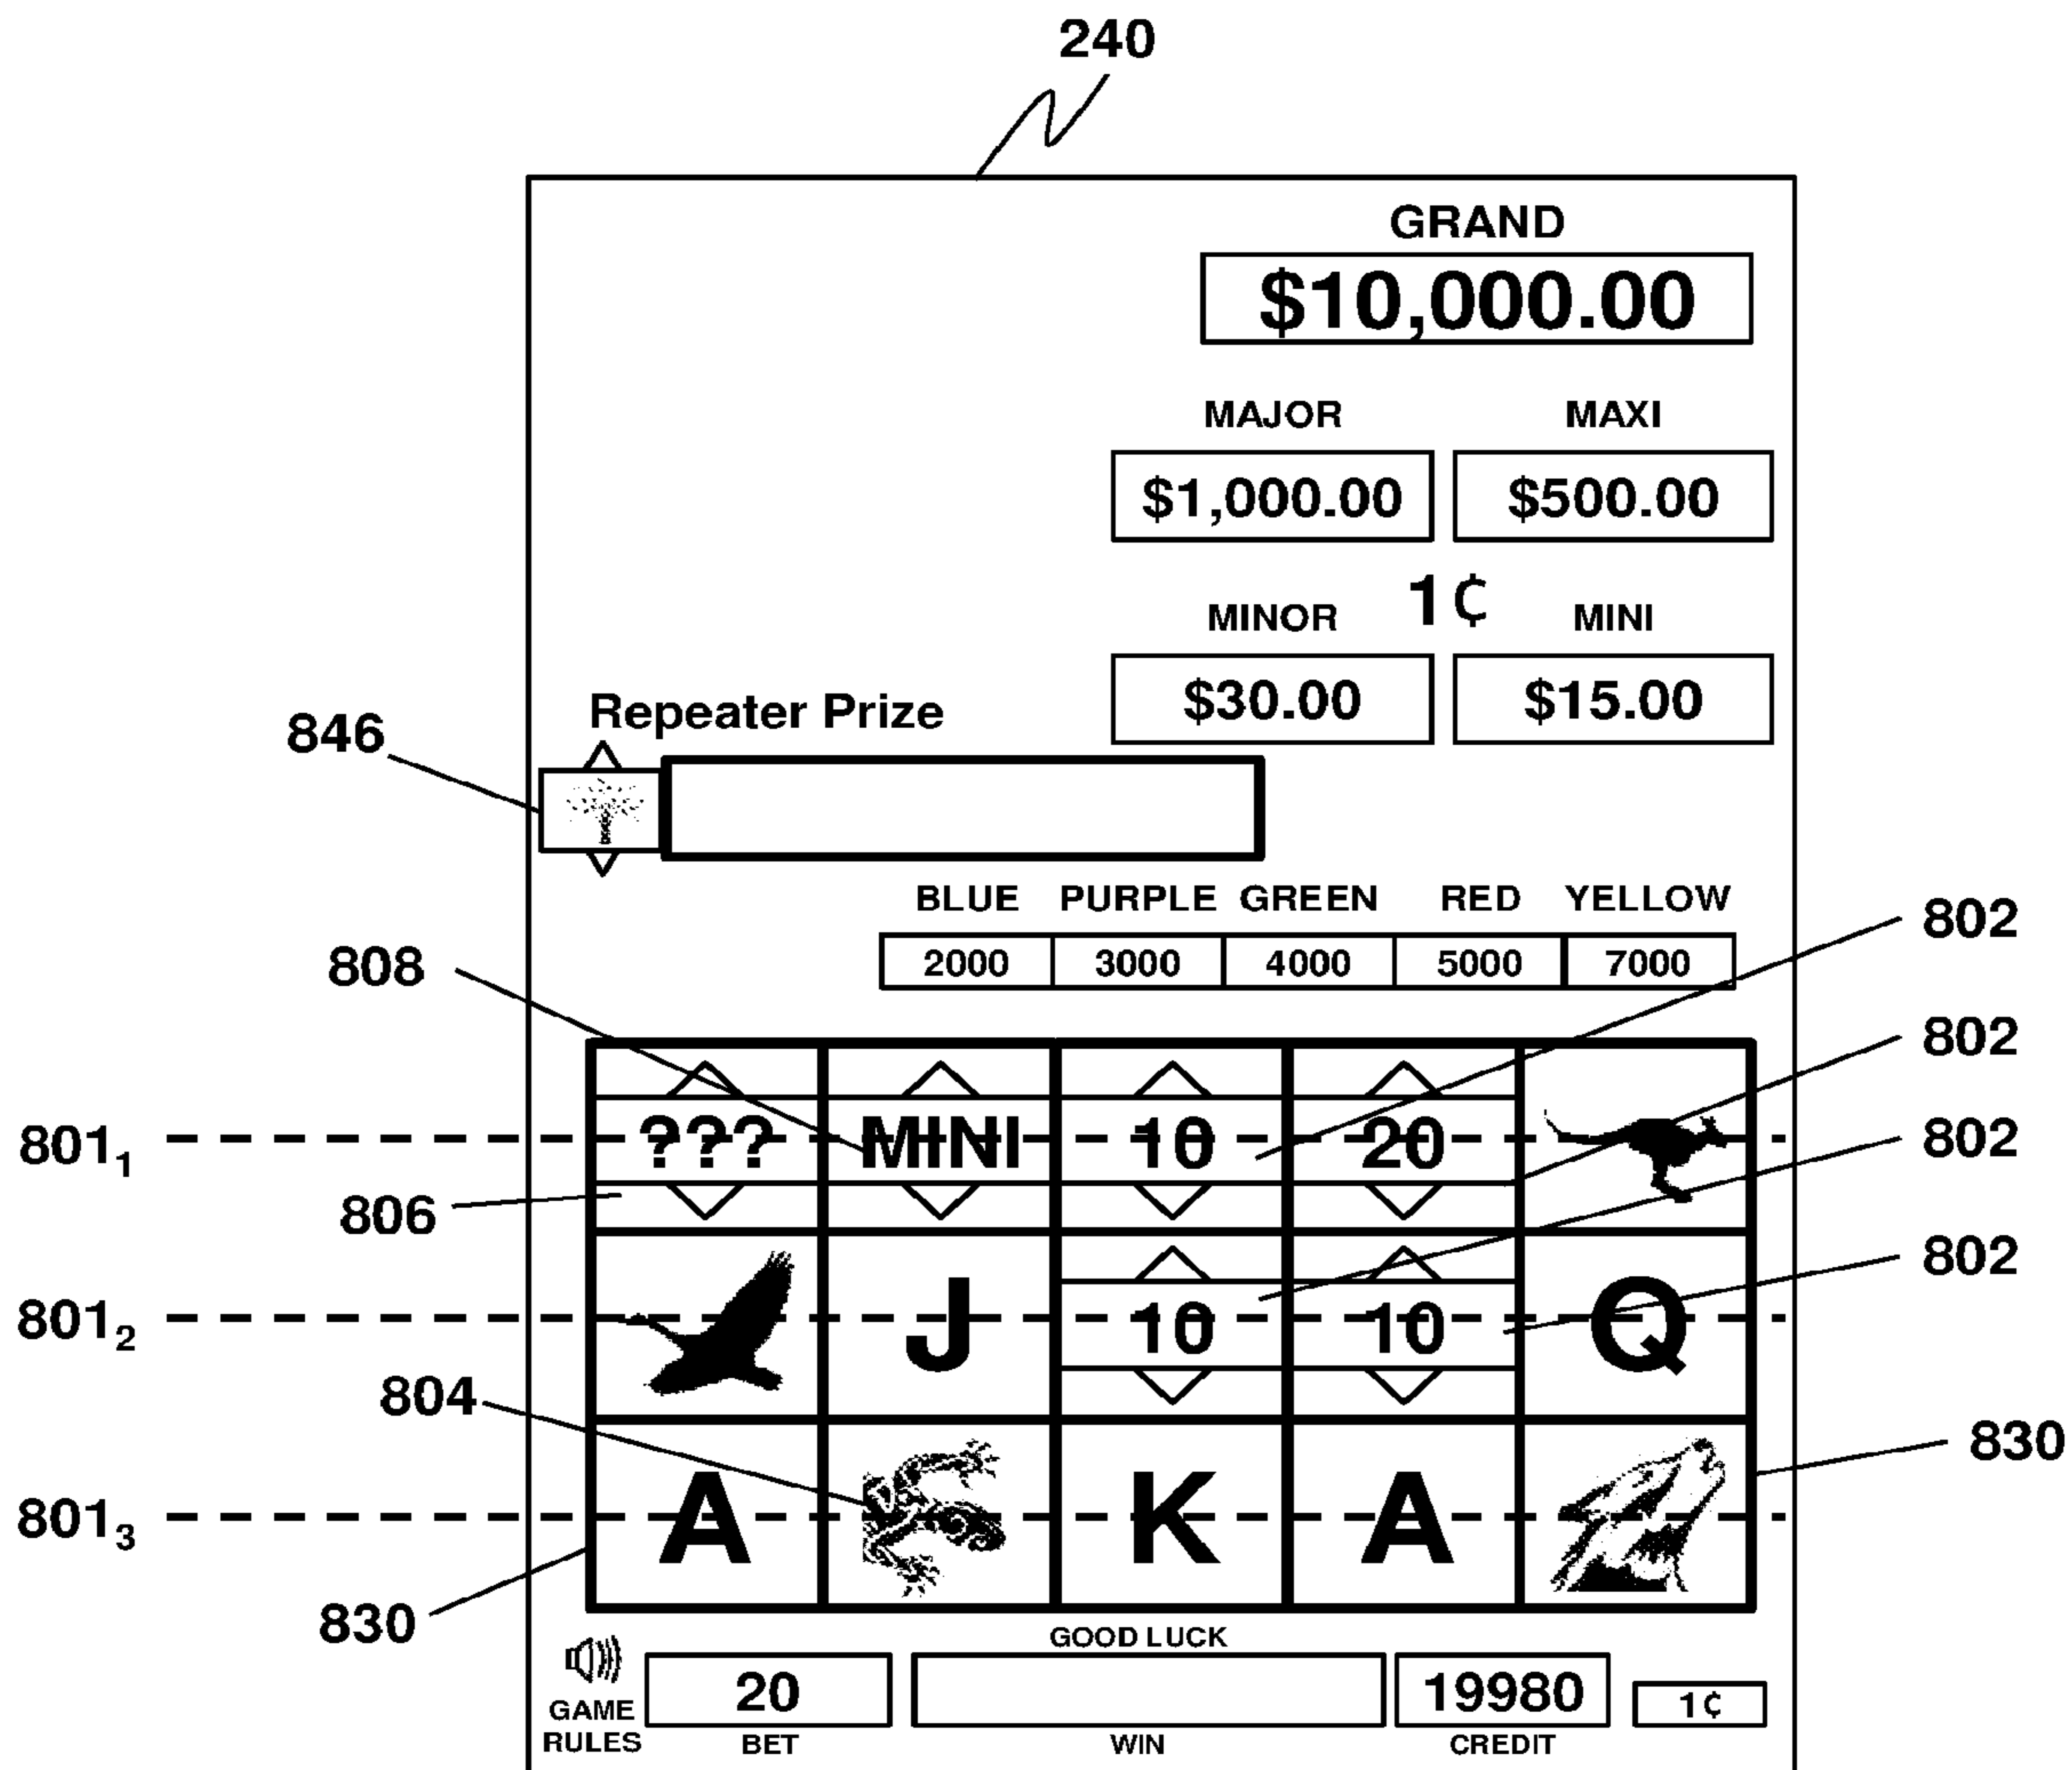 240
GRAND
$10,000.00
MAJOR MAXI
$1,000.00 $500.00
1¢
MINOR MINI
$30.00 $15.00
846 Repeater Prize
BLUE PURPLE GREEN RED YELLOW
802
808 2000 3000 4000 5000 7000
802
801₁ ??? MINI 10 20 802
806
802
801₂ J 10 10 Q
804
830
801₃ A K A
830
GOOD LUCK
20 19980 1¢
GAME
RULES BET WIN CREDIT